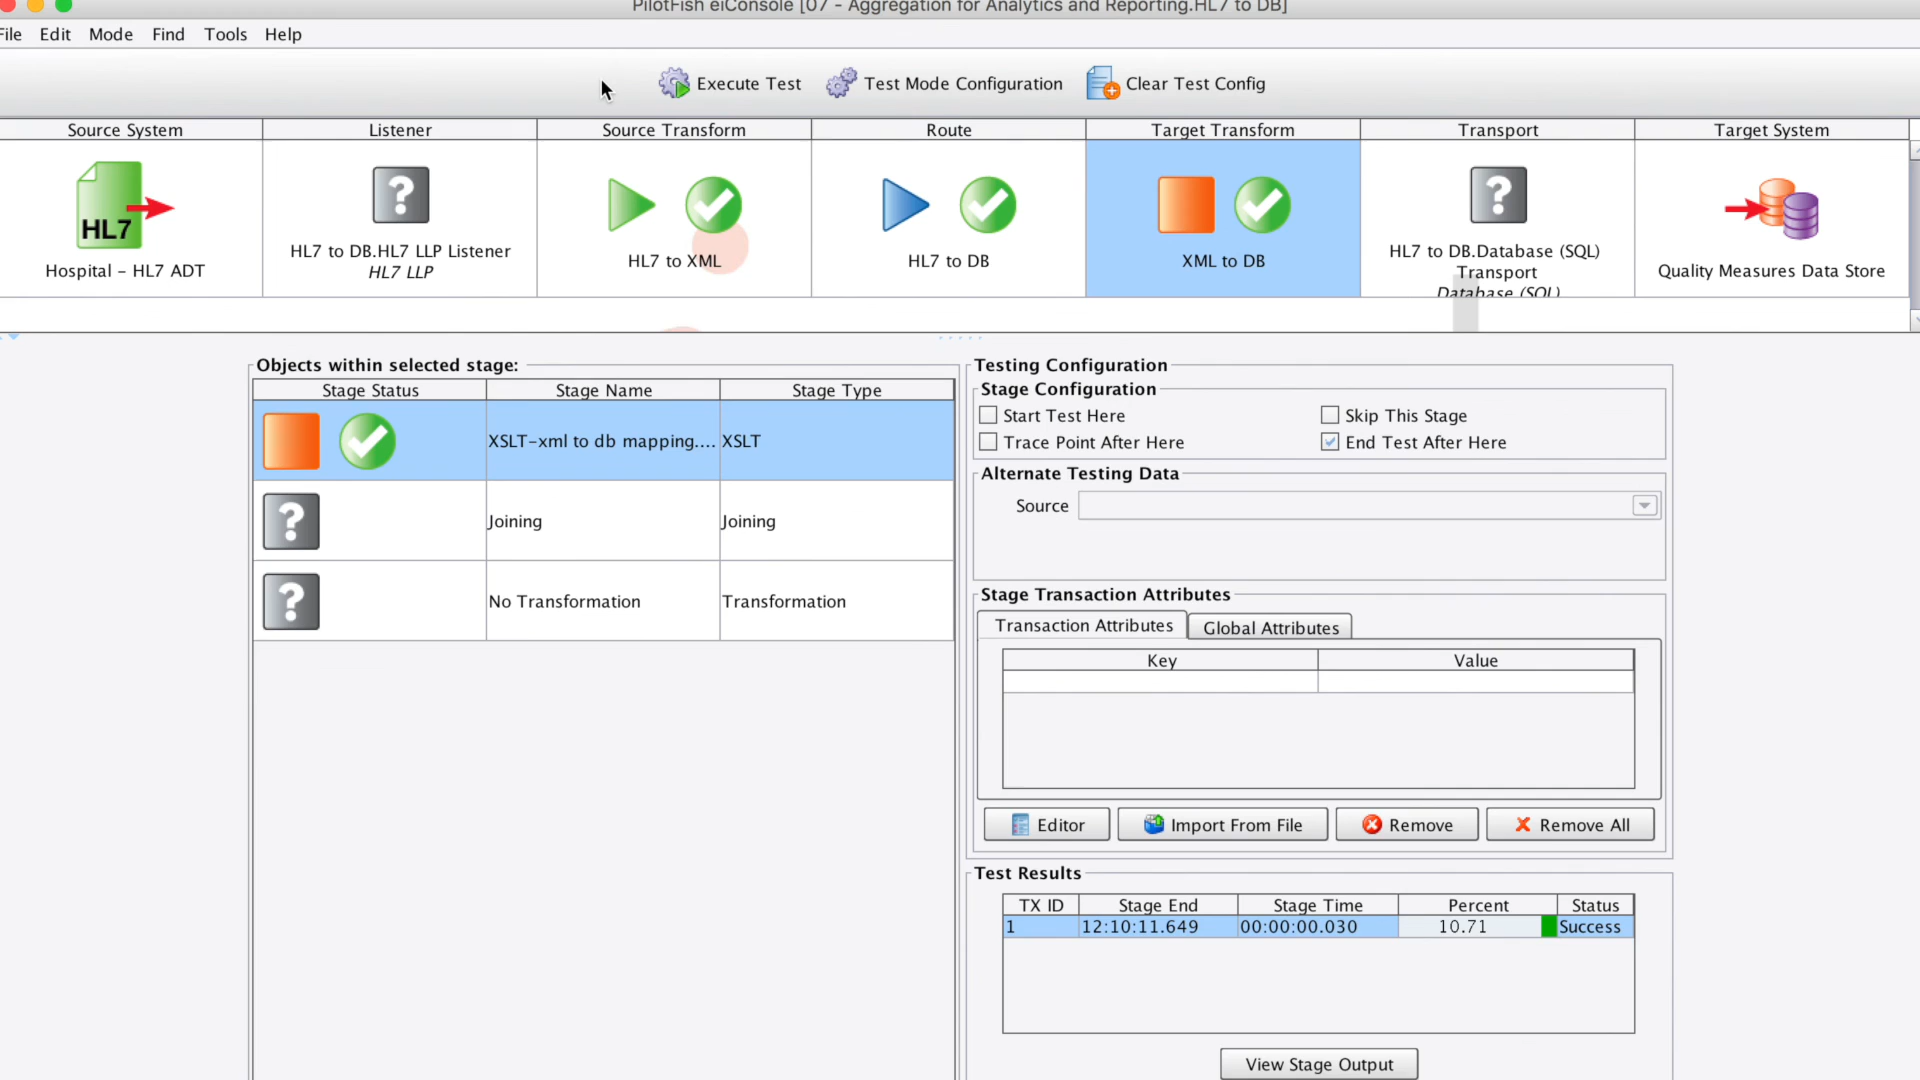 PilotFish eiConsole [07 - Aggregation for Analytics and Reporting.HL7 to DB]
File Edit Mode Find Tools Help
Execute Test Test Mode Configuration Clear Test Config
Source System Listener Source Transform Route Target Transform Transport Target System
HL7
? ?
Hospital – HL7 ADT
HL7 to DB.HL7 LLP Listener
HL7 LLP
HL7 to XML
HL7 to DB
XML to DB
HL7 to DB.Database (SQL)
Transport
Database (SQL)
Quality Measures Data Store
Objects within selected stage:
Stage Status Stage Name Stage Type
XSLT-xml to db mapping.... XSLT
? Joining Joining
? No Transformation Transformation
Testing Configuration
Stage Configuration
Start Test Here Skip This Stage
Trace Point After Here End Test After Here
Alternate Testing Data
Source
Stage Transaction Attributes
Transaction Attributes Global Attributes
Key Value
Editor Import From File Remove Remove All
Test Results
TX ID Stage End Stage Time Percent Status
1 12:10:11.649 00:00:00.030 10.71 Success
View Stage Output